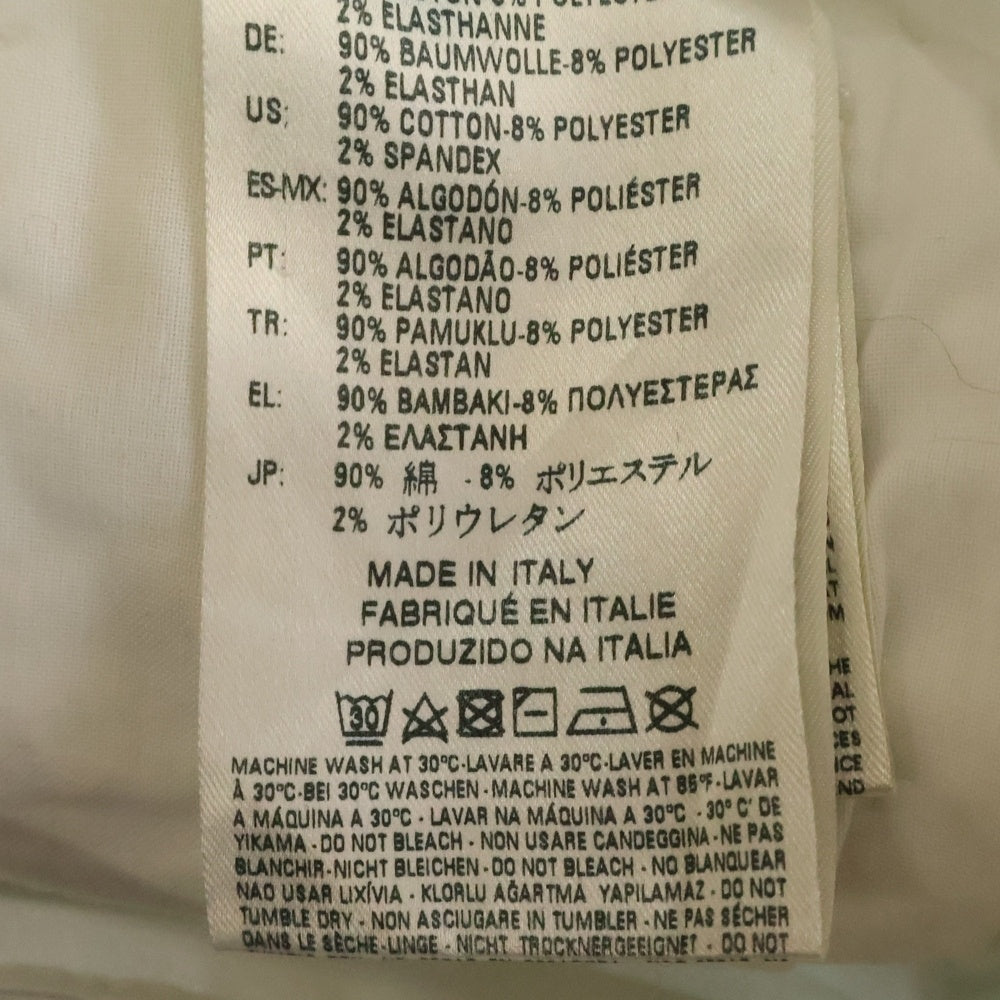 2% ELASTHANNE
DE: 90% BAUMWOLLE-8% POLYESTER
2% ELASTHAN
US: 90% COTTON-8% POLYESTER
2% SPANDEX
ES-MX: 90% ALGODÓN-8% POLIÉSTER
2% ELASTANO
PT: 90% ALGODÃO-8% POLIÉSTER
2% ELASTANO
TR: 90% PAMUKLU-8% POLYESTER
2% ELASTAN
EL: 90% BAMBAKI-8% ΠΟΛΥΕΣΤΕΡΑΣ
2% ΕΛΑΣΤΑΝΗ
JP: 90% 綿 -8% ポリエステル
2% ポリウレタン
MADE IN ITALY
FABRIQUÉ EN ITALIE
PRODUZIDO NA ITALIA
30
MACHINE WASH AT 30°C-LAVARE A 30°C-LAVER EN MACHINE
À 30°C-BEI 30°C WASCHEN-MACHINE WASH AT 85°F-LAVAR
A MÁQUINA A 30°C - LAVAR NA MÁQUINA A 30°C - 30° C' DE
YIKAMA-DO NOT BLEACH - NON USARE CANDEGGINA-NE PAS
BLANCHIR-NICHT BLEICHEN-DO NOT BLEACH - NO BLANQUEAR
NAO USAR LIXÍVIA - KLORLU AĞARTMA YAPILAMAZ - DO NOT
TUMBLE DRY - NON ASCIUGARE IN TUMBLER - NE PAS SÉCHER
DANS LE SÈCHE-LINGE - NICHT TROCKNERGEEIGNET - DO NOT